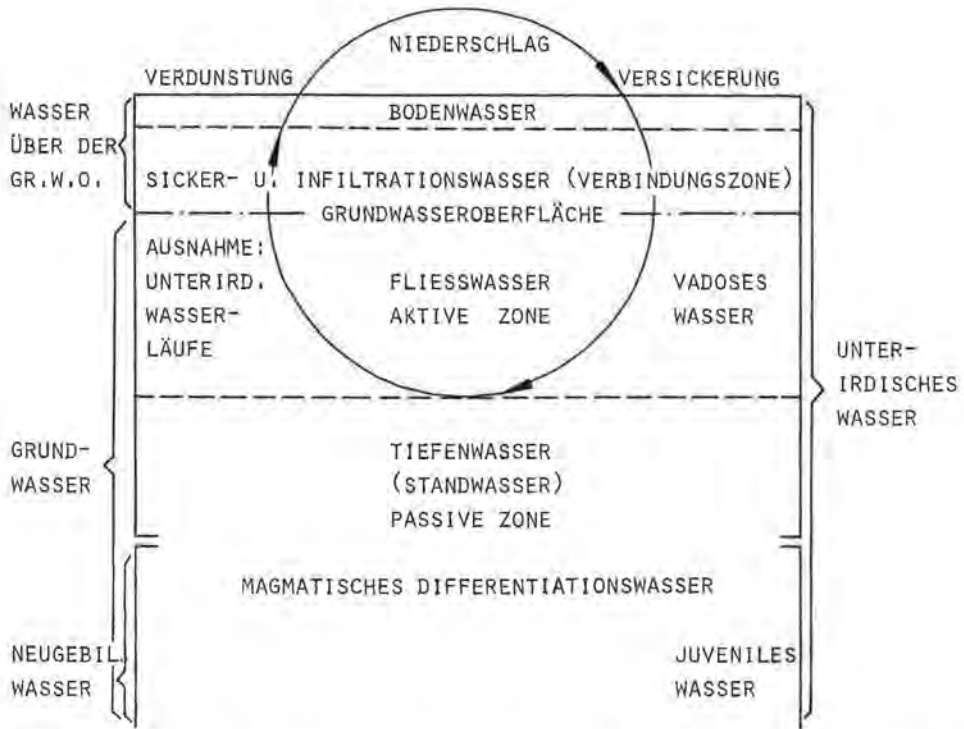 NIEDERSCHLAG
VERDUNSTUNG
VERSICKERUNG
WASSER
ÜBER DER
GR.W.O.
BODENWASSER
SICKER- U. INFILTRATIONSWASSER (VERBINDUNGSZONE)
GRUNDWASSEROBERFLÄCHE
AUSNAHME:
UNTERIRD.
WASSER-
LÄUFE
FLIESSWASSER
AKTIVE ZONE
VADOSES
WASSER
UNTER-
IRDISCHES
WASSER
GRUND-
WASSER
TIEFENWASSER
(STANDWASSER)
PASSIVE ZONE
MAGMATISCHES DIFFERENTIATIONSWASSER
NEUGEBIL.
WASSER
JUVENILES
WASSER